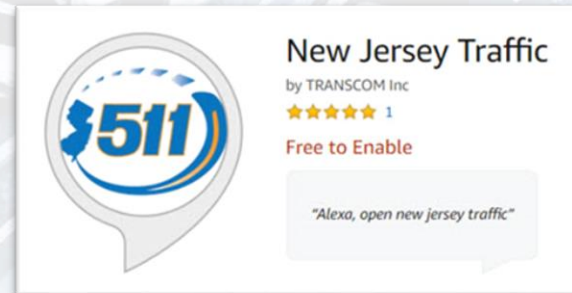 511
New Jersey Traffic
by TRANSCOM Inc
1
Free to Enable
"Alexa, open new jersey traffic"